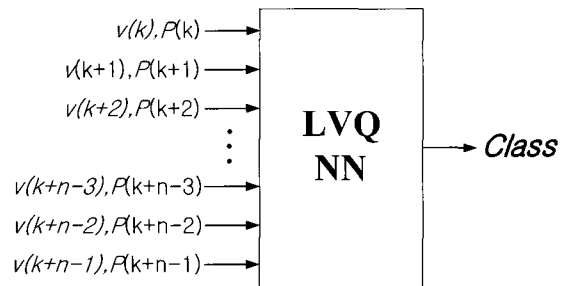 v(k),P(k)
v(k+1), P(k+1)
v(k+2), P(k+2)
⋮
v(k+n-3),P(k+n-3)
v(k+n-2),P(k+n-2)
v(k+n-1),P(k+n-1)
LVQ
NN
Class